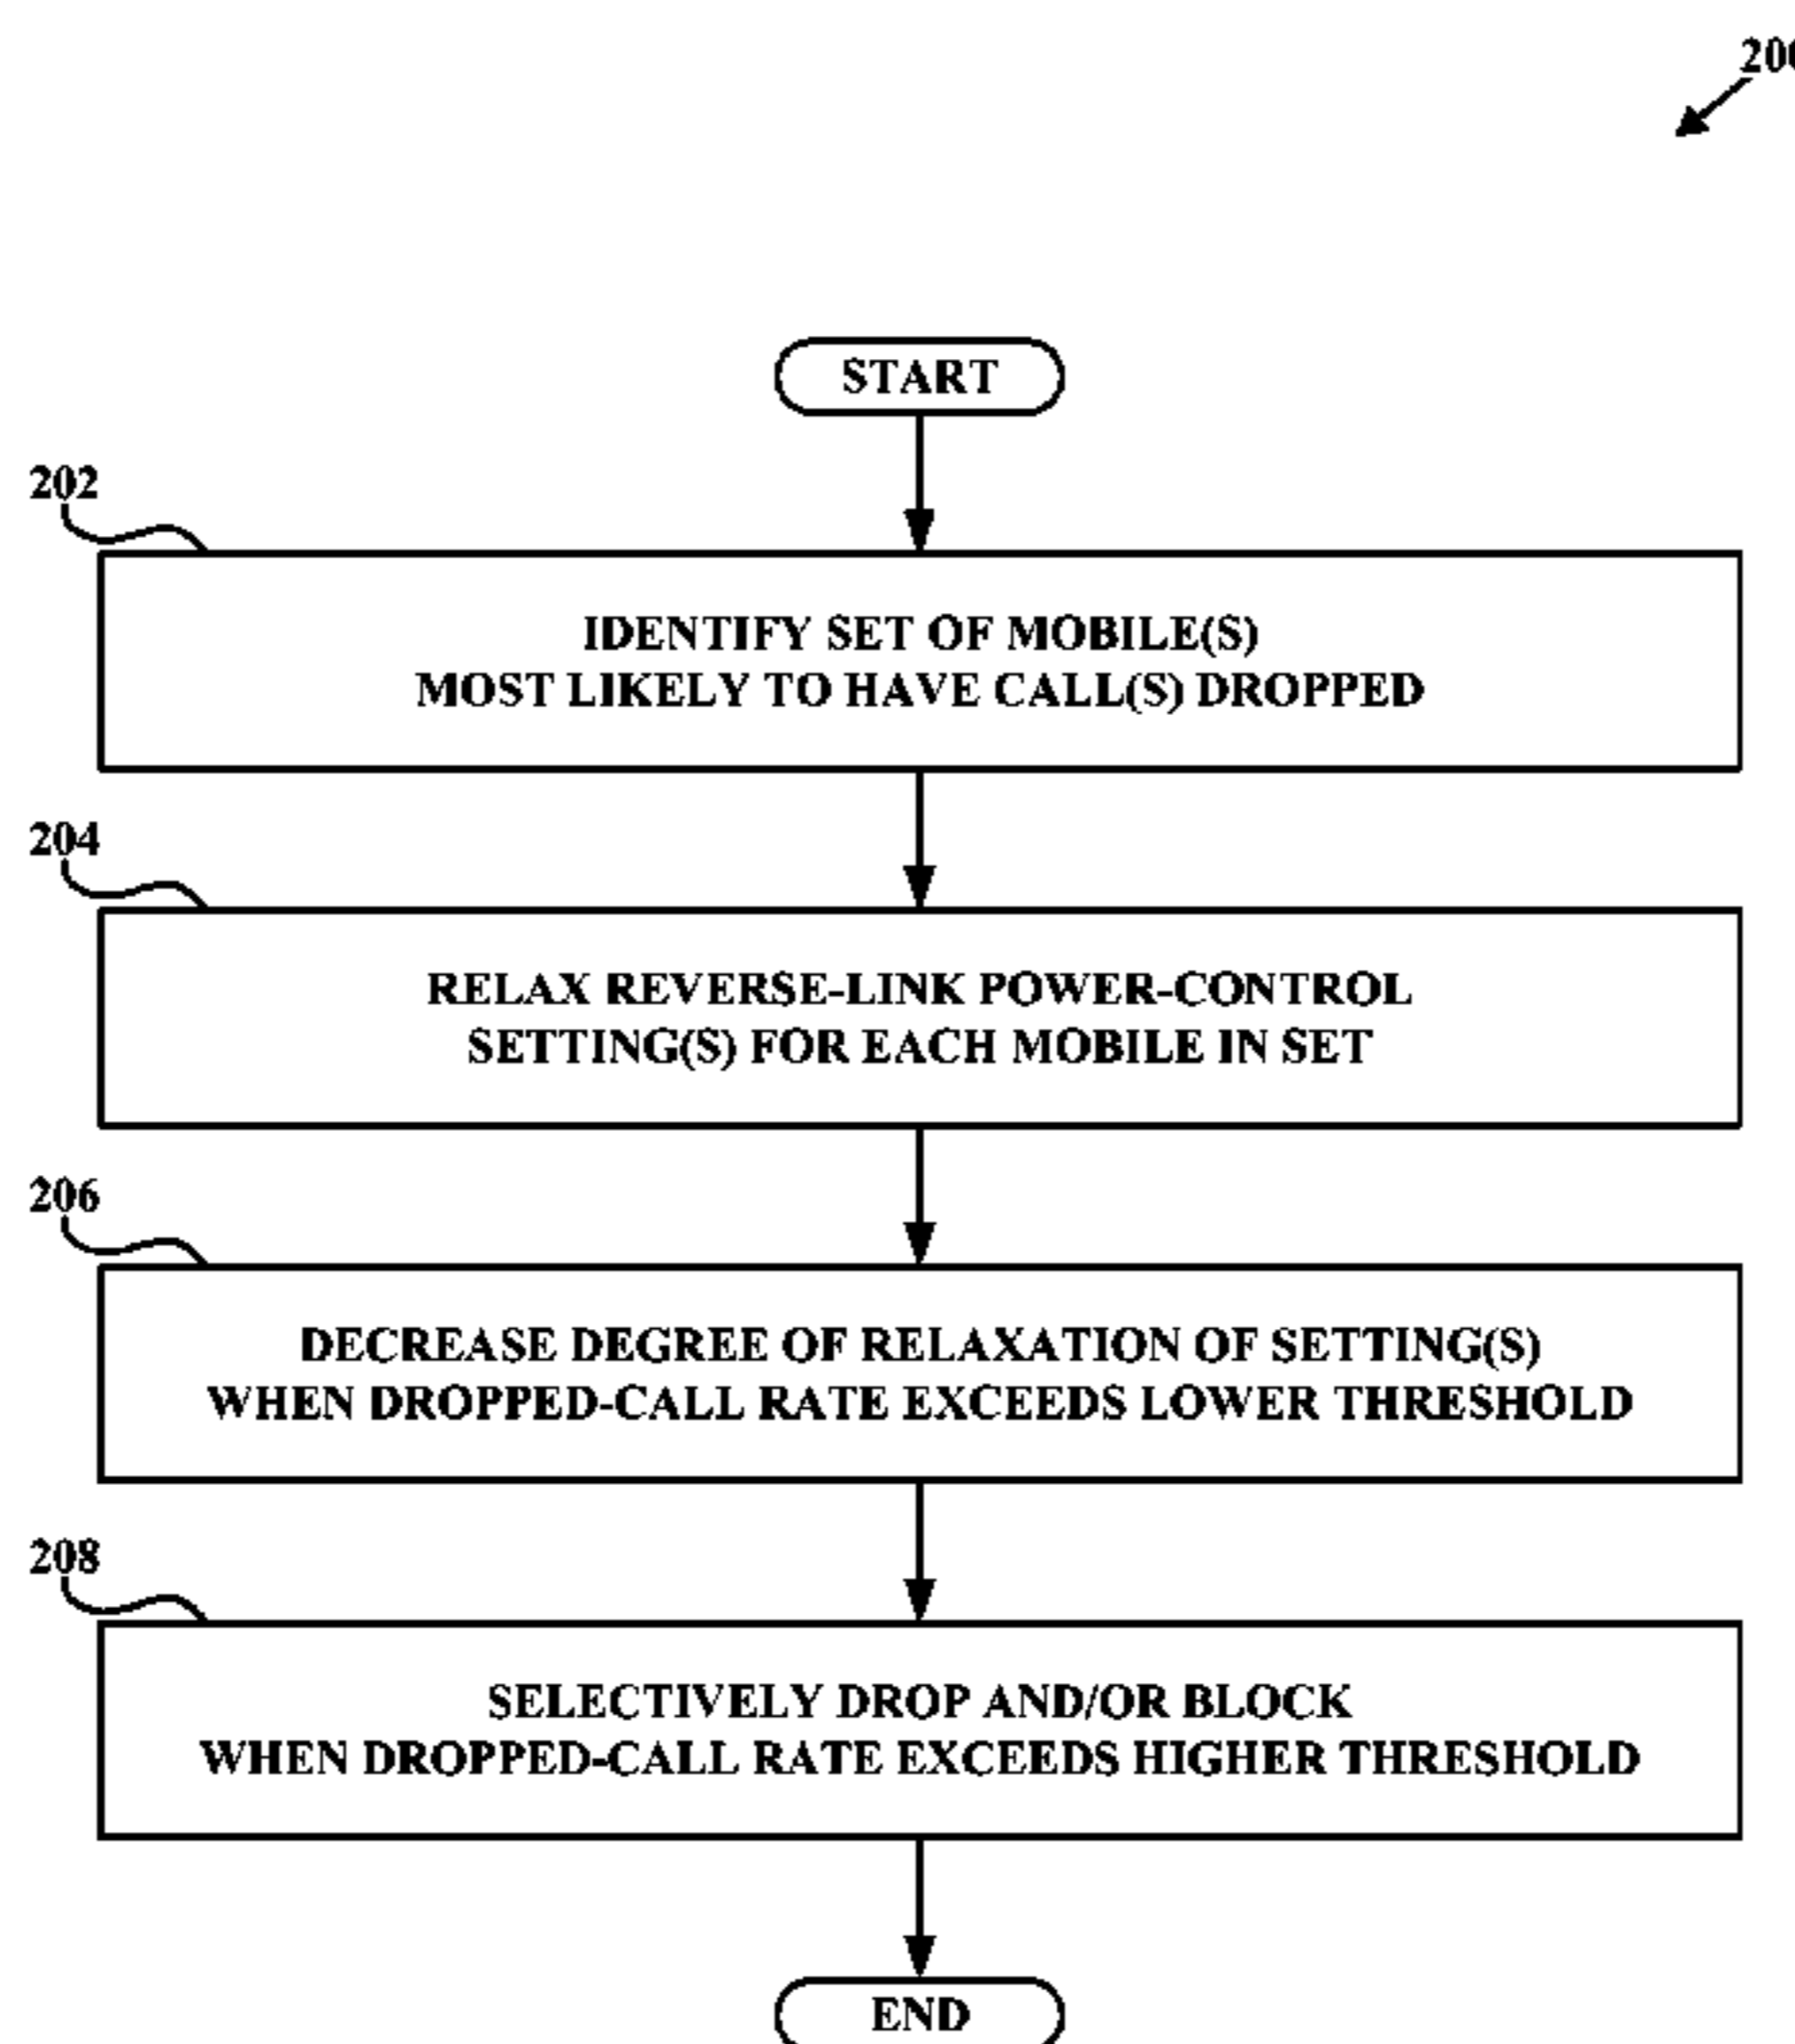 200
START
202
IDENTIFY SET OF MOBILE(S)
MOST LIKELY TO HAVE CALL(S) DROPPED
204
RELAX REVERSE-LINK POWER-CONTROL
SETTING(S) FOR EACH MOBILE IN SET
206
DECREASE DEGREE OF RELAXATION OF SETTING(S)
WHEN DROPPED-CALL RATE EXCEEDS LOWER THRESHOLD
208
SELECTIVELY DROP AND/OR BLOCK
WHEN DROPPED-CALL RATE EXCEEDS HIGHER THRESHOLD
END